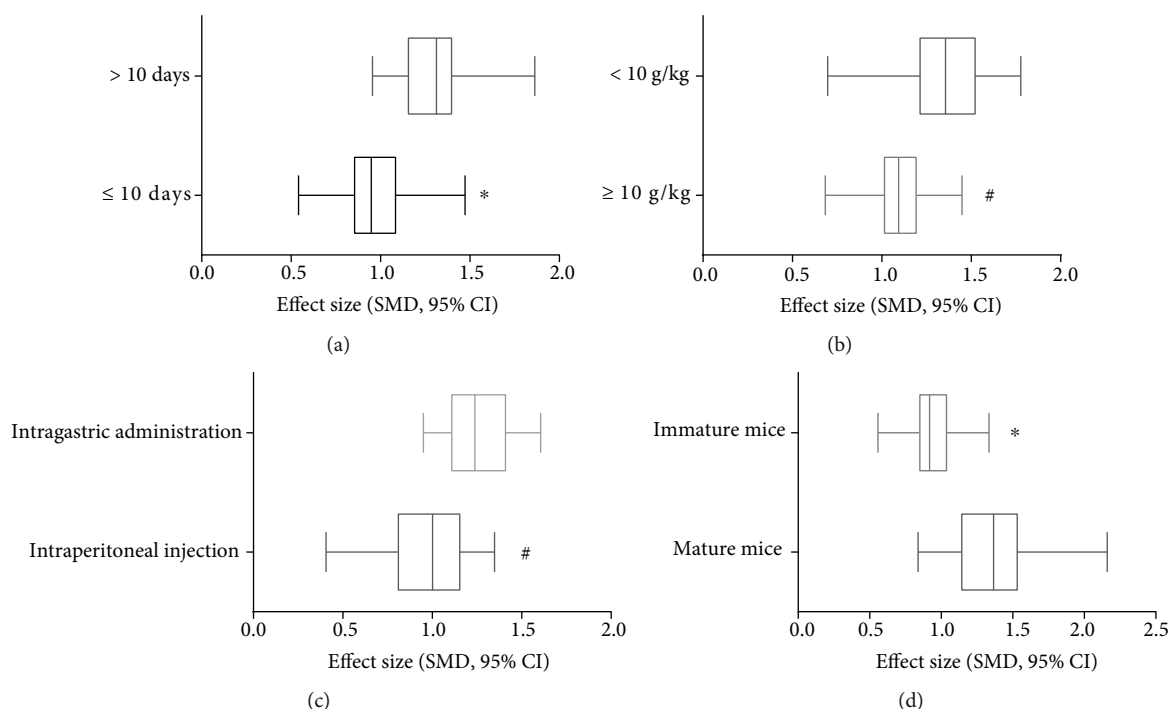 > 10 days
≤ 10 days
*
0.0 0.5 1.0 1.5 2.0
Effect size (SMD, 95% CI)
(a)
< 10 g/kg
≥ 10 g/kg
#
0.0 0.5 1.0 1.5 2.0
Effect size (SMD, 95% CI)
(b)
Intragastric administration
Intraperitoneal injection
#
0.0 0.5 1.0 1.5 2.0
Effect size (SMD, 95% CI)
(c)
Immature mice
*
Mature mice
0.0 0.5 1.0 1.5 2.0 2.5
Effect size (SMD, 95% CI)
(d)